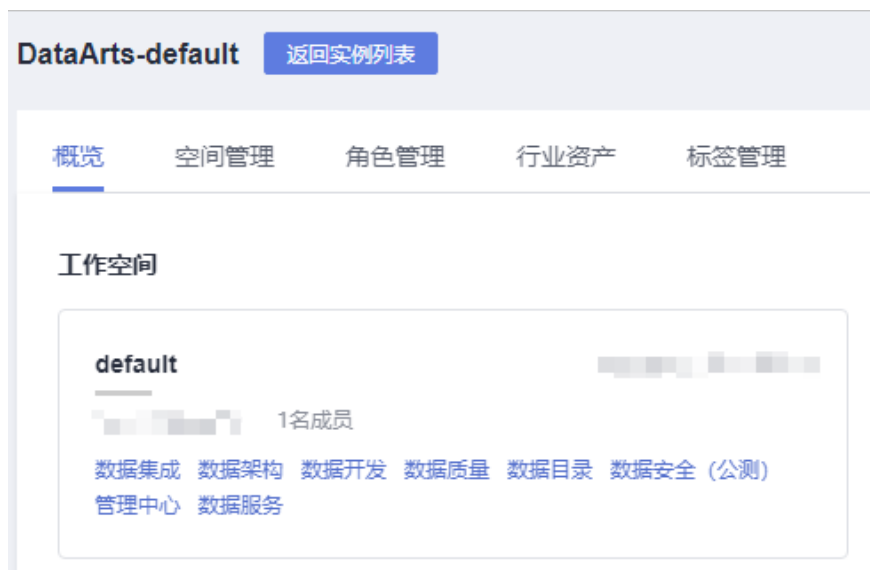 DataArts-default 返回实例列表
概览 空间管理 角色管理 行业资产 标签管理
工作空间
default
1名成员
数据集成 数据架构 数据开发 数据质量 数据目录 数据安全（公测）
管理中心 数据服务